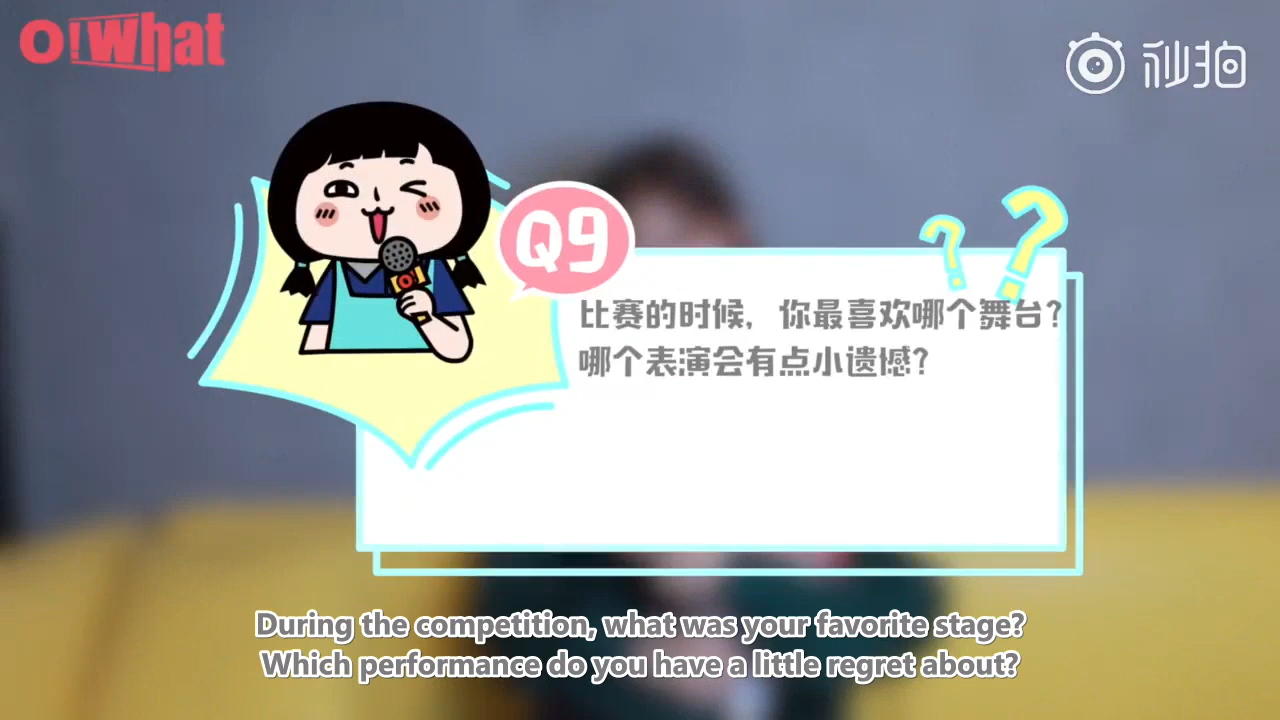 O!What
秒拍
Q9
比赛的时候，你最喜欢哪个舞台？
哪个表演会有点小遗憾？
During the competition, what was your favorite stage?
Which performance do you have a little regret about?